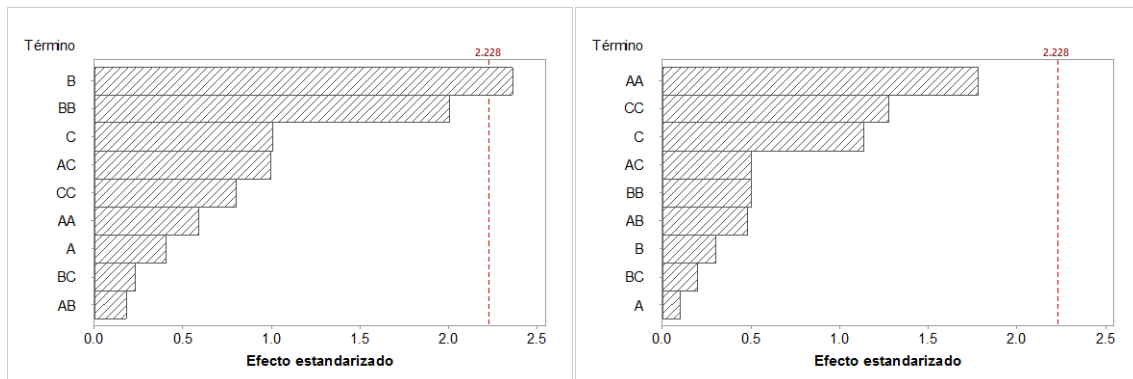 Término
2.228
B
BB
C
AC
CC
AA
A
BC
AB
0.0 0.5 1.0 1.5 2.0 2.5
Efecto estandarizado
Término
2.228
AA
CC
C
AC
BB
AB
B
BC
A
0.0 0.5 1.0 1.5 2.0 2.5
Efecto estandarizado